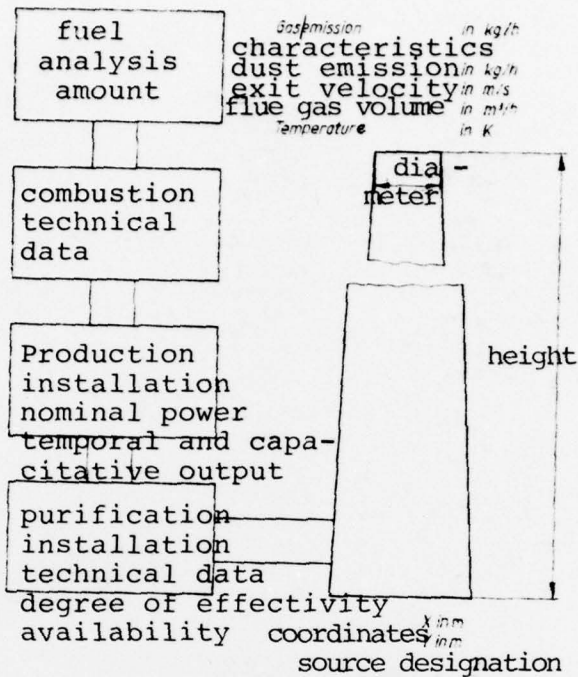 fuel
analysis
amount
Gas emission in kg/h
characteristics
dust emission in kg/h
exit velocity in m/s
flue gas volume in m³/h
Temperature in K
combustion
technical
data
dia -
meter
height
Production
installation
nominal power
temporal and capa-
citative output
purification
installation
technical data
degree of effectivity
availability
coordinates X in m
Y in m
source designation